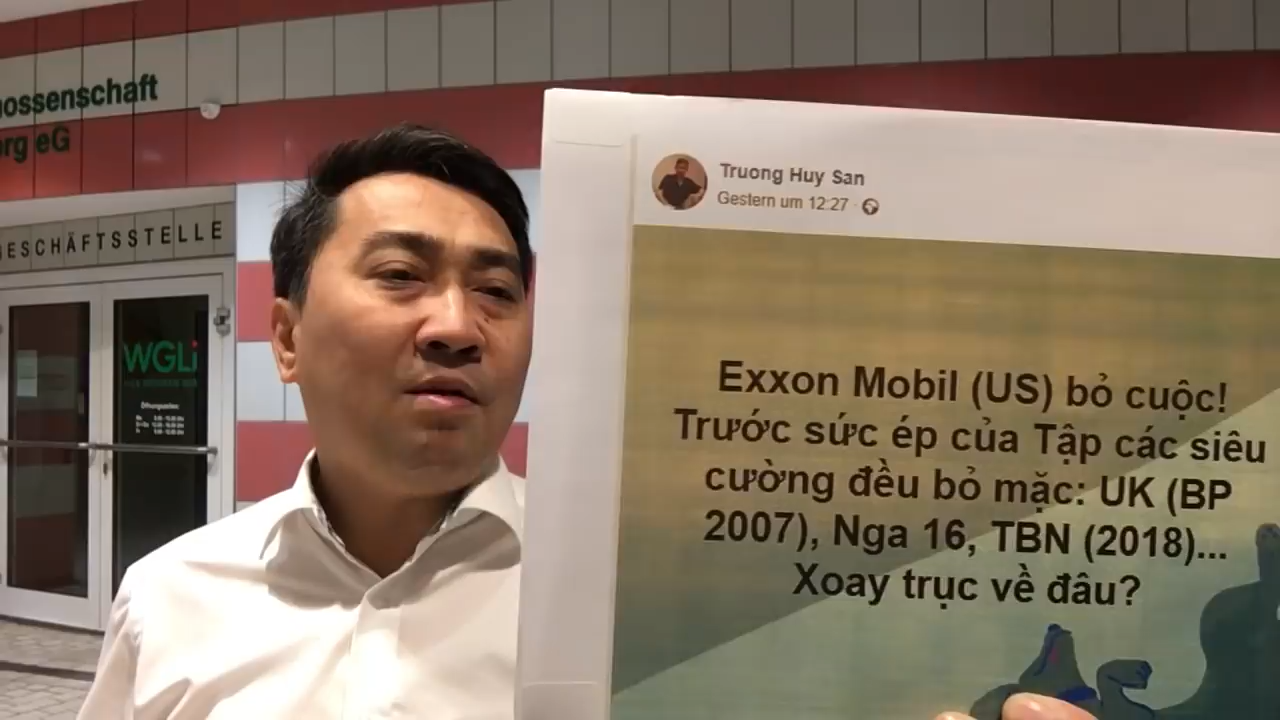 nossenschaft
org eG
GESCHÄFTSSTELLE
WGLi
Öffnungszeiten:
Truong Huy San
Gestern um 12:27
Exxon Mobil (US) bỏ cuộc!
Trước sức ép của Tập các siêu
cường đều bỏ mặc: UK (BP
2007), Nga 16, TBN (2018)...
Xoay trục về đâu?